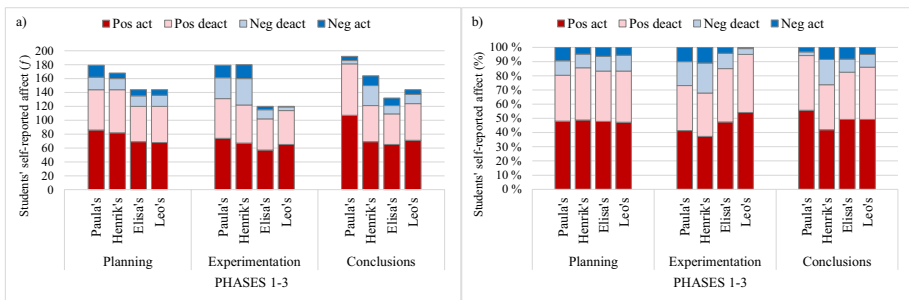 a)
Pos act Pos deact Neg deact Neg act
Students' self-reported affect (f)
200
180
160
140
120
100
80
60
40
20
0
Paula's Henrik's Elisa's Leo's Paula's Henrik's Elisa's Leo's Paula's Henrik's Elisa's Leo's
Planning Experimentation Conclusions
PHASES 1-3
b)
Pos act Pos deact Neg deact Neg act
Students' self-reported affect (%)
100 %
90 %
80 %
70 %
60 %
50 %
40 %
30 %
20 %
10 %
0 %
Paula's Henrik's Elisa's Leo's Paula's Henrik's Elisa's Leo's Paula's Henrik's Elisa's Leo's
Planning Experimentation Conclusions
PHASES 1-3